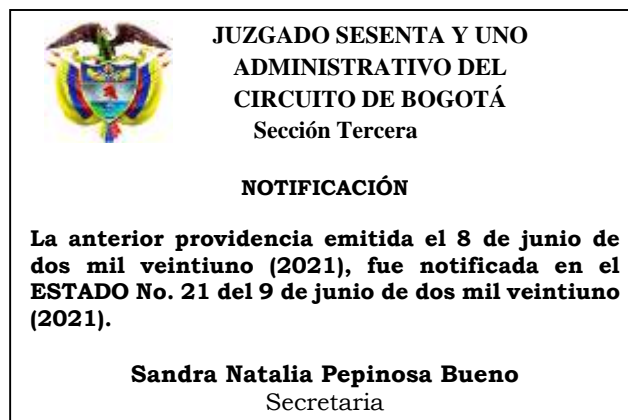 JUZGADO SESENTA Y UNO
ADMINISTRATIVO DEL
CIRCUITO DE BOGOTÁ
Sección Tercera
NOTIFICACIÓN
La anterior providencia emitida el 8 de junio de
dos mil veintiuno (2021), fue notificada en el
ESTADO No. 21 del 9 de junio de dos mil veintiuno
(2021).
Sandra Natalia Pepinosa Bueno
Secretaria